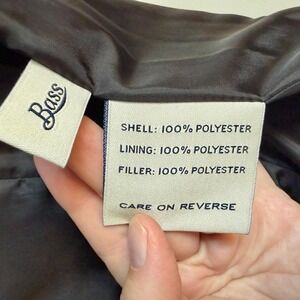 Bass
SHELL: 100% POLYESTER
LINING: 100% POLYESTER
FILLER: 100% POLYESTER
CARE ON REVERSE